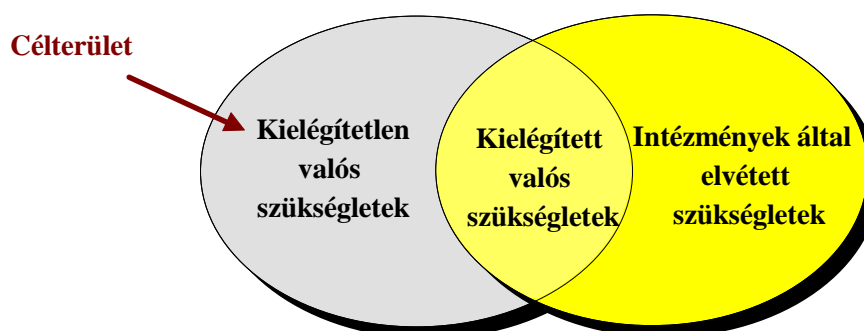 Célterület
Kielégítetlen
valós
szükségletek
Kielégített
valós
szükségletek
Intézmények által
elvétett
szükségletek